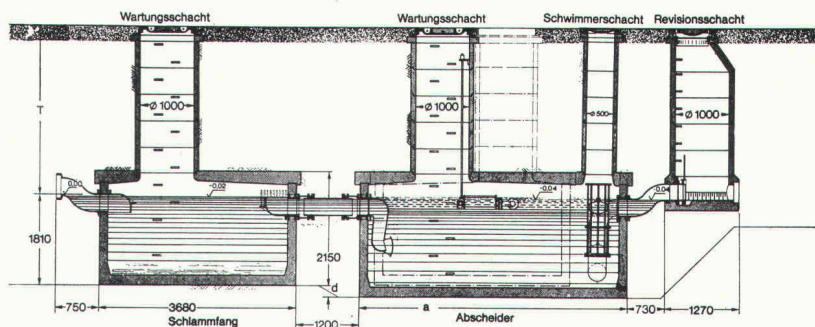 Wartungsschacht
Wartungsschacht
Schwimmerschacht
Revisionsschacht
T
ø 1000
ø 1000
ø 500
ø 1000
0.00
-0.02
-0.04
-0.04
1810
2150
d
750
3680
1200
a
730
1270
Schlammfang
Abscheider